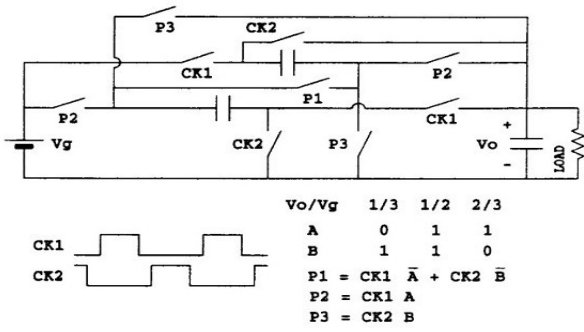 P3
CK2
CK1
P2
P1
P2
CK1
CK2
P3
Vg
Vo
+
-
LOAD
Vo/Vg 1/3 1/2 2/3
A 0 1 1
B 1 1 0
CK1
CK2
P1 = CK1 Ā + CK2 B̄
P2 = CK1 A
P3 = CK2 B